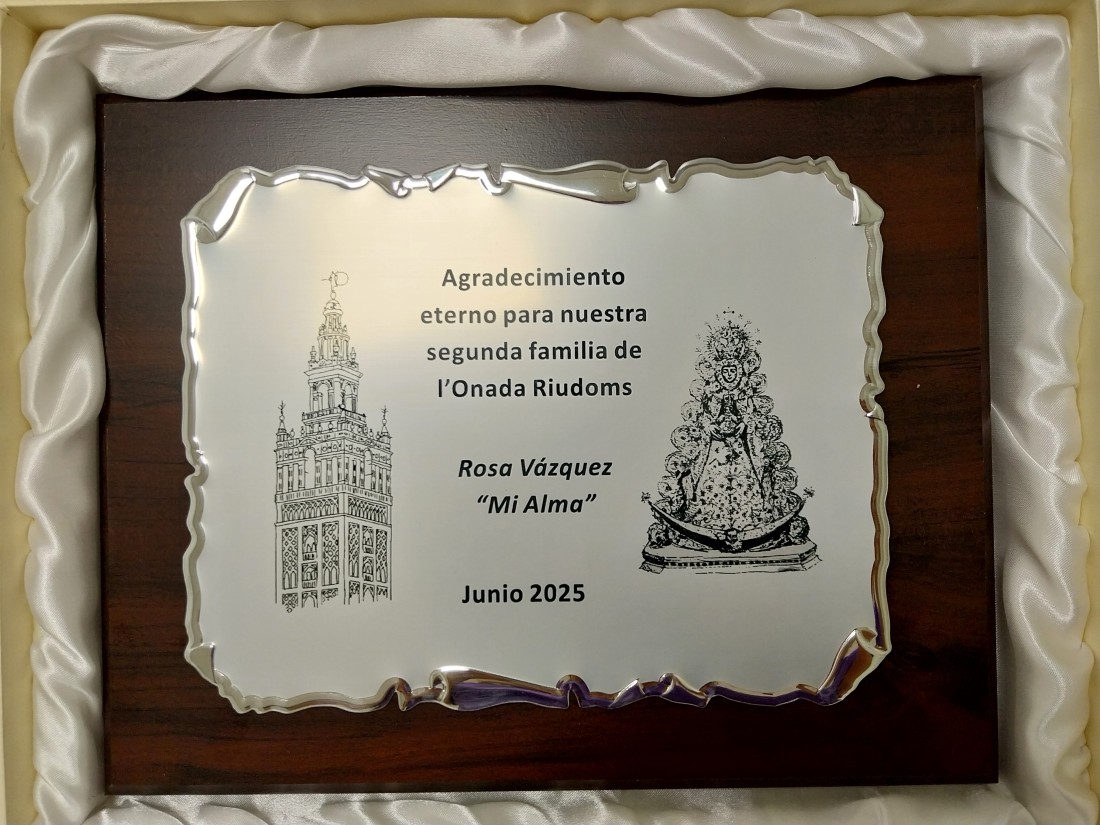 Agradecimiento
eterno para nuestra
segunda familia de
l'Onada Riudoms
Rosa Vázquez
“Mi Alma”
Junio 2025